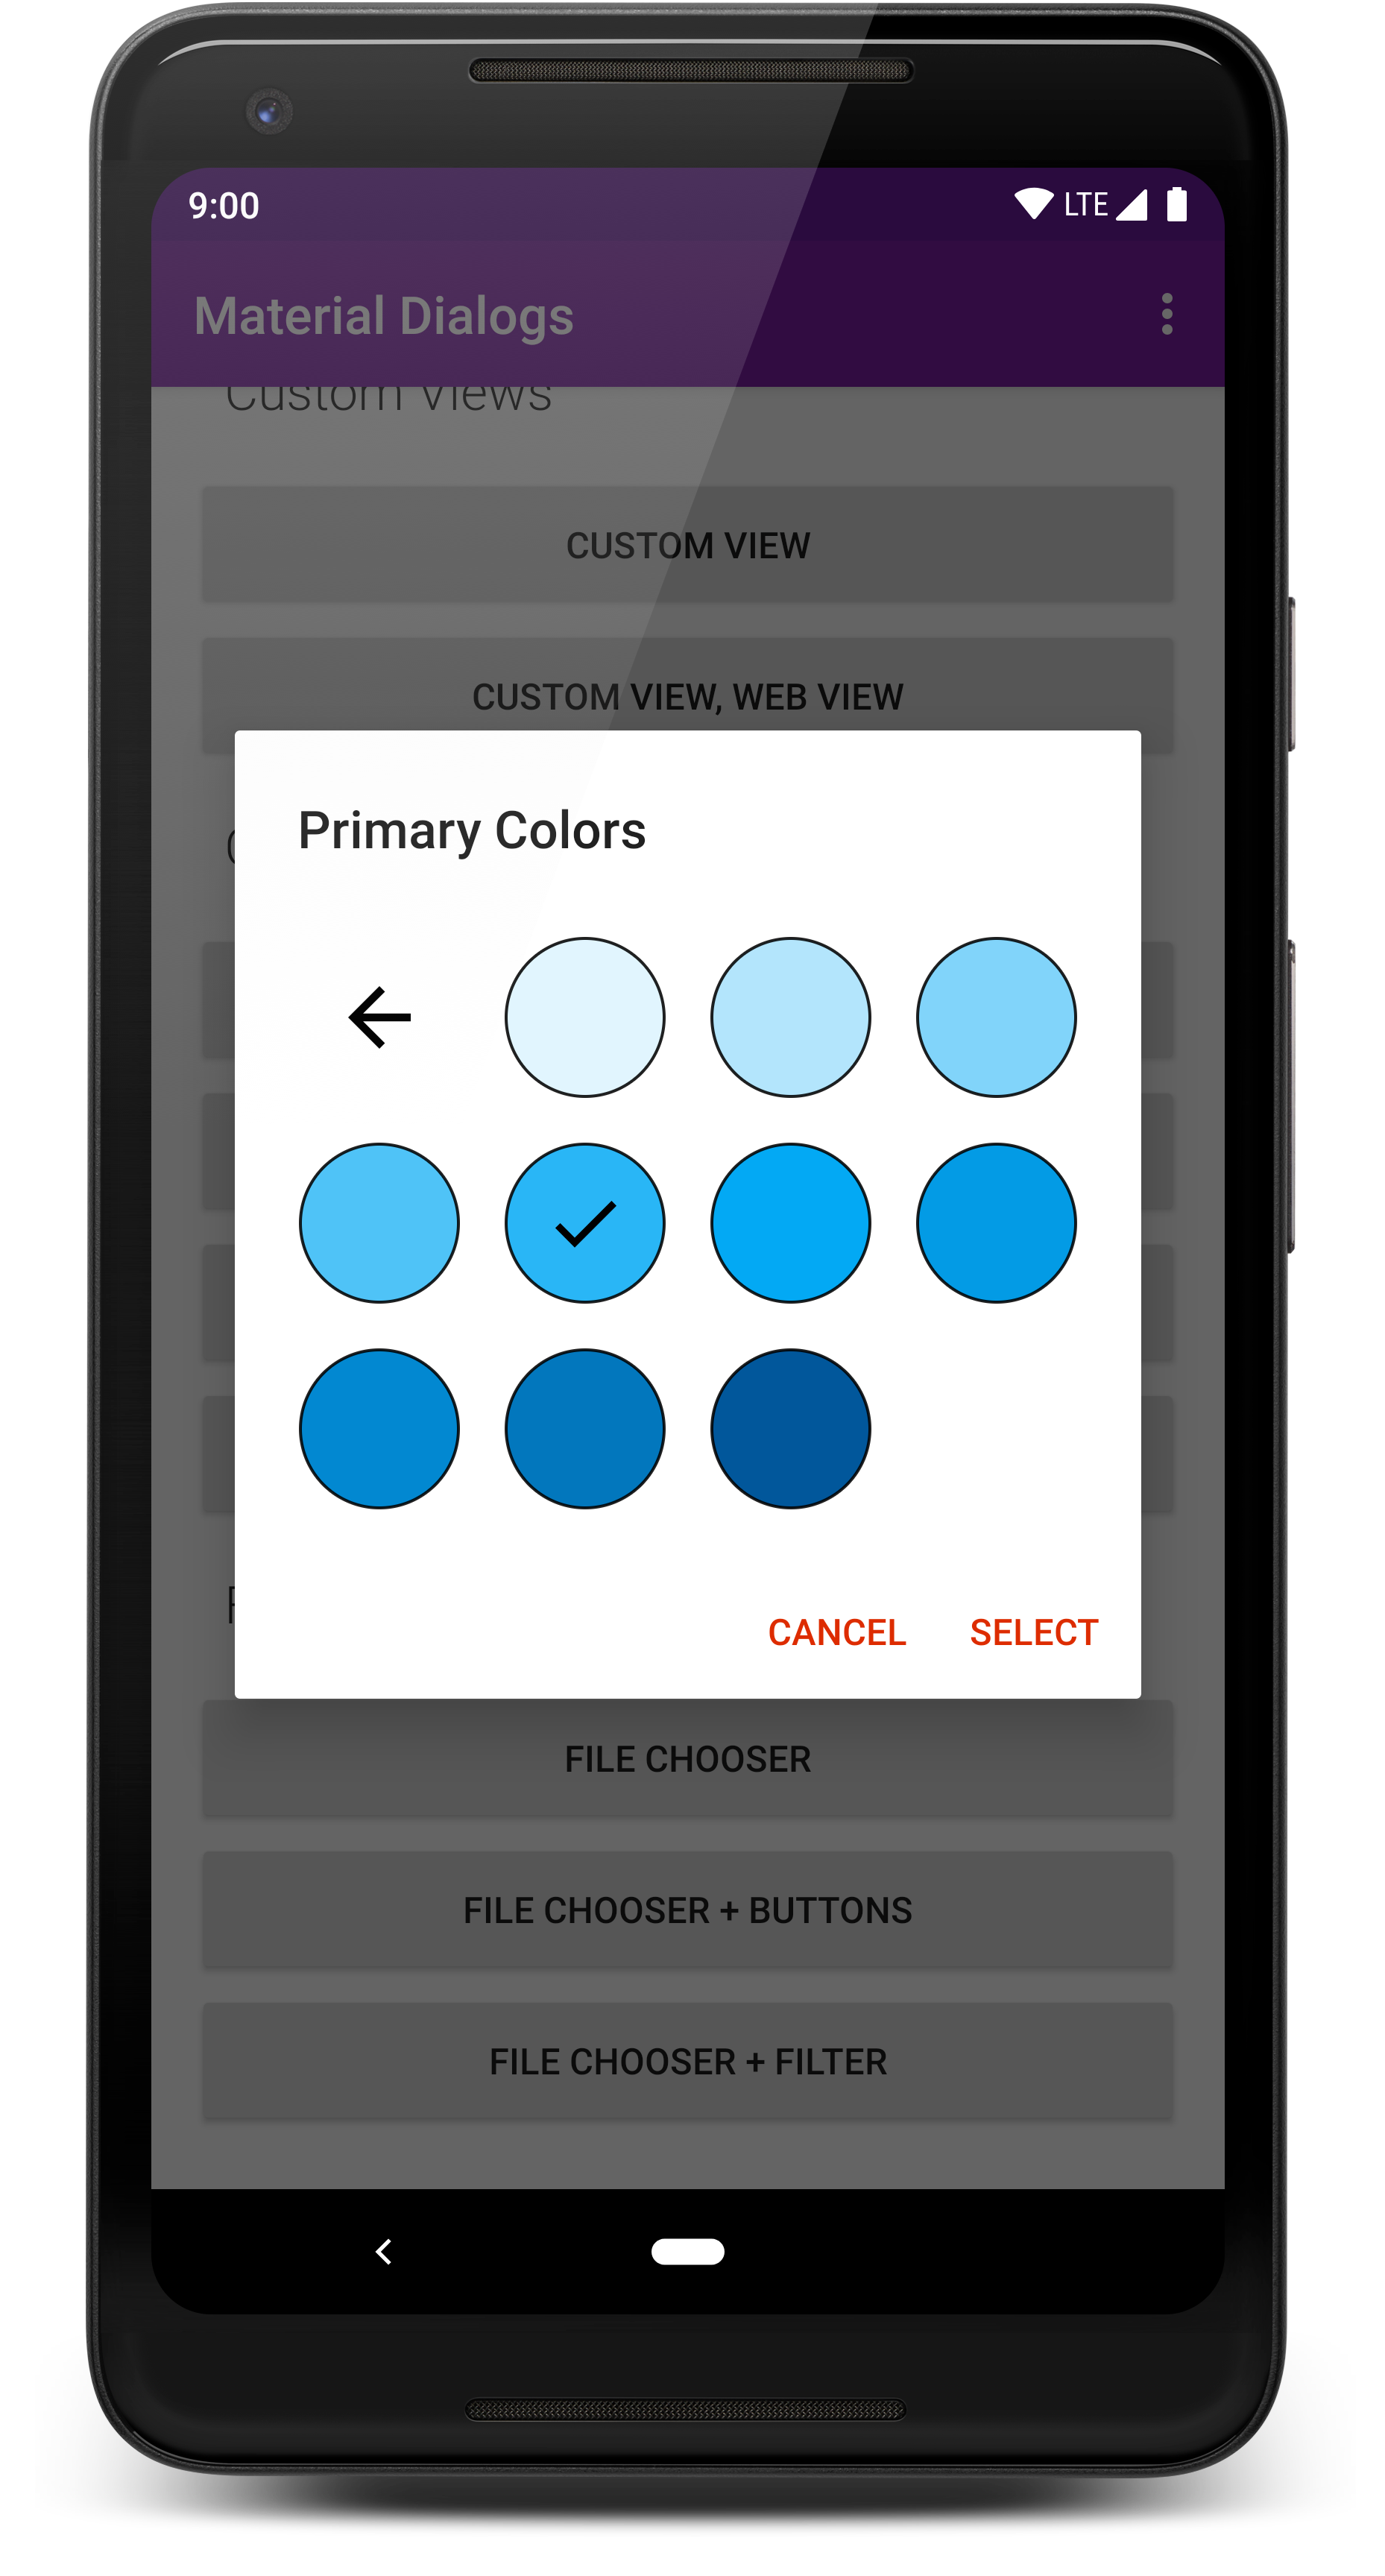 9:00
LTE
Material Dialogs
Custom Views
CUSTOM VIEW
CUSTOM VIEW, WEB VIEW
Primary Colors
CANCEL
SELECT
FILE CHOOSER
FILE CHOOSER + BUTTONS
FILE CHOOSER + FILTER